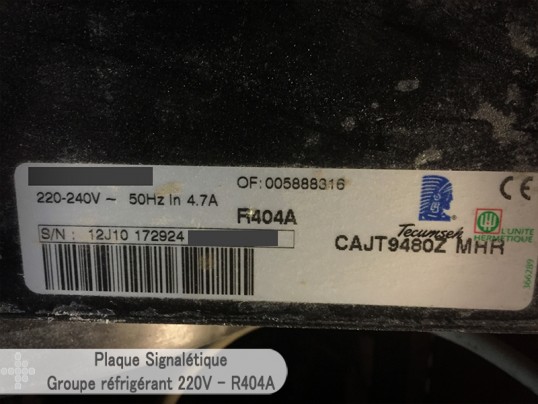 OF: 005888316
220-240V ~ 50Hz In 4.7A
R404A
S/N : 12J10 172924
Tecumseh
CAJT9480Z MHR
L'UNITE
HERMETIQUE
CE
366789
Plaque Signalétique
Groupe réfrigérant 220V - R404A